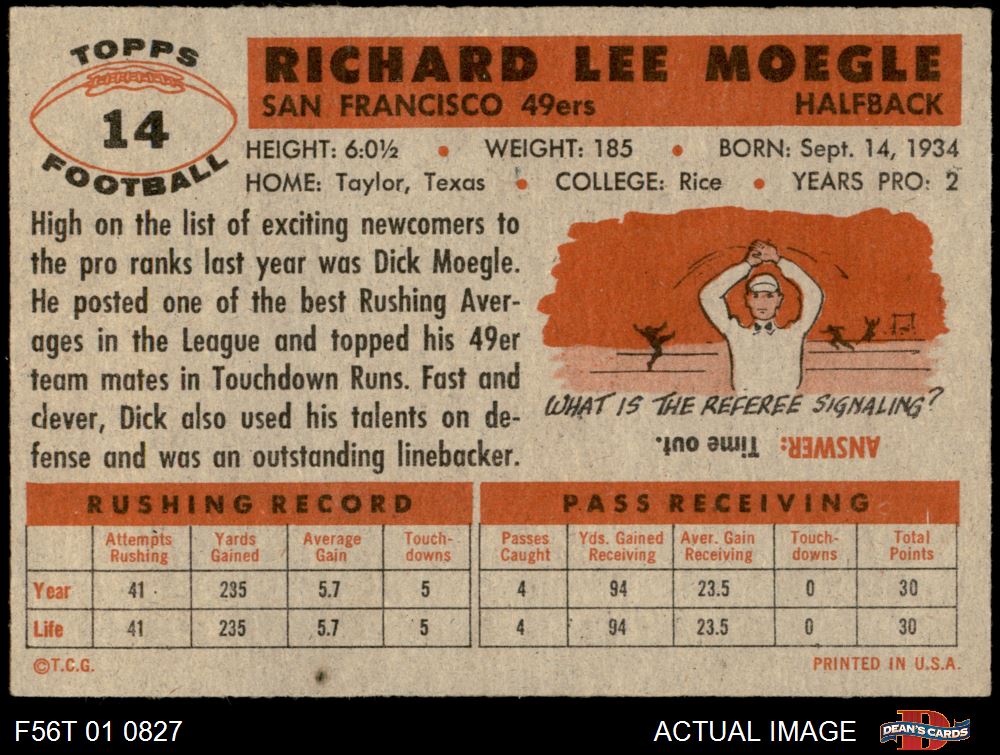 TOPPS
14
FOOTBALL
RICHARD LEE MOEGLE
SAN FRANCISCO 49ers HALFBACK
HEIGHT: 6:0½ • WEIGHT: 185 • BORN: Sept. 14, 1934
HOME: Taylor, Texas • COLLEGE: Rice • YEARS PRO: 2
High on the list of exciting newcomers to
the pro ranks last year was Dick Moegle.
He posted one of the best Rushing Aver-
ages in the League and topped his 49er
team mates in Touchdown Runs. Fast and
clever, Dick also used his talents on de-
fense and was an outstanding linebacker.
WHAT IS THE REFEREE SIGNALING?
ANSWER: Time out.
RUSHING RECORD
Attempts Rushing Yards Gained Average Gain Touch-downs
Year 41 235 5.7 5
Life 41 235 5.7 5
PASS RECEIVING
Passes Caught Yds. Gained Receiving Aver. Gain Receiving Touch-downs Total Points
4 94 23.5 0 30
4 94 23.5 0 30
©T.C.G. PRINTED IN U.S.A.
F56T 01 0827 ACTUAL IMAGE DEAN'S CARDS